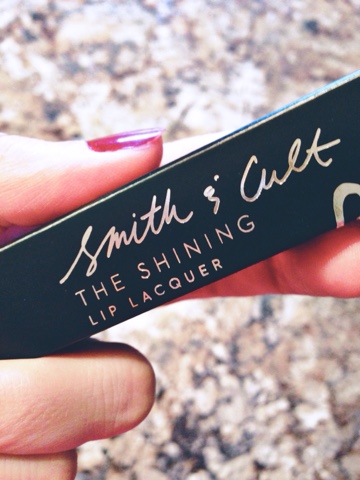 Smith & Cult
THE SHINING
LIP LACQUER